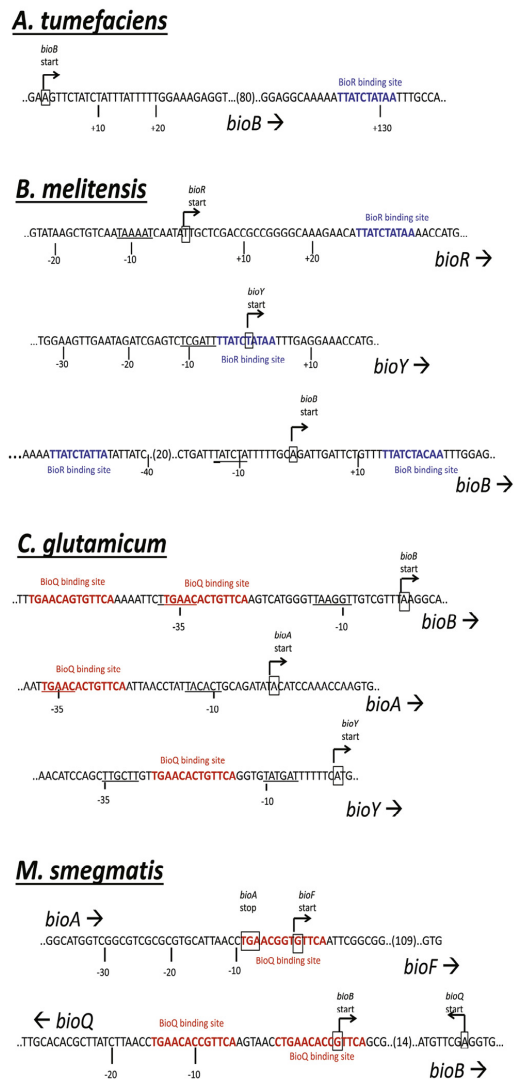 A. tumefaciens
bioB
start
BioR binding site
..GAAGTTCTATCTATTTATTTTTGGAAAGAGGT...(80)..GGAGGCAAAAATTATCTATAATTTGCCA..
+10 +20 +130
bioB →
B. melitensis
bioR
start
BioR binding site
..GTATAAGCTGTCAATAAAATCAATATTGCTCGACCGCCGGGGCAAAGAACATTATCTATAAAACCATG...
-20 -10 +10 +20
bioR →
bioY
start
...TGGAAGTTGAATAGATCGAGTCTCGATTTTATCTATAATTTGAGGAAACCATG..
-30 -20 -10 BioR binding site +10
bioY →
bioB
start
...AAAATTATCTATTATATTATC..(20)..CTGATTTATCTATTTTTGCAGATTGATTCTGTTTTTATCTACAATTTGGAG..
BioR binding site -40 -10 +10 BioR binding site
bioB →
C. glutamicum
bioB
start
BioQ binding site BioQ binding site
..TTTGAACAGTGTTCAAAAATTCTTTGAACACTGTTCAAGTCATGGGTTAAGGTTGTCGTTTAAGGCA..
-35 -10
bioB →
bioA
start
BioQ binding site
..AATTGAACACTGTTCAATTAACCTATTACACTGCAGATATACATCCAAACCAAGTG..
-35 -10
bioA →
bioY
start
BioQ binding site
..AACATCCAGCTTGCTTGTTGAACACTGTTCAGGTGTATGATTTTTTCATG..
-35 -10
bioY →
M. smegmatis
bioA
stop
bioF
start
bioA →
..GGCATGGTCGGCGTCGCGCGTGCATTAACCTGAACGGTGTTCAATTCGGCGG..(109)..GTG
-30 -20 -10 BioQ binding site
bioF →
← bioQ
BioQ binding site
bioB
start
bioQ
start
..TTGCACACGCTTATCTTAACCTGAACACCGTTCAAGTAACCTGAACACCGTTCAGCG..(14)..ATGTTCGAGGTG...
-20 -10 BioQ binding site
bioB →